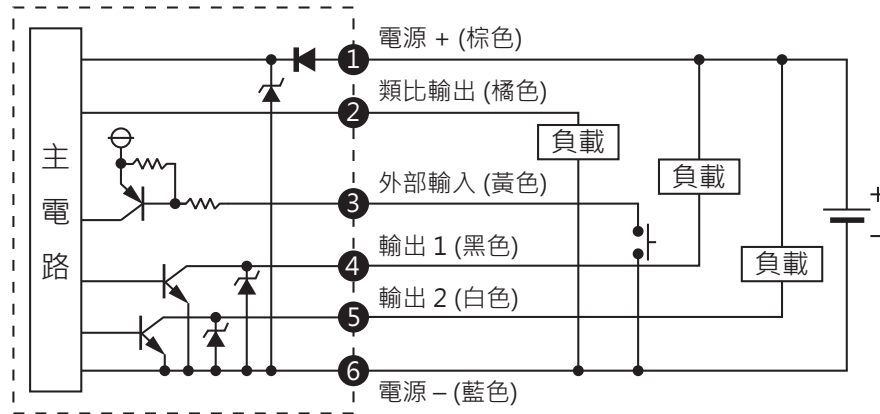 主電路
1 電源 + (棕色)
2 類比輸出 (橘色)
負載
3 外部輸入 (黃色)
負載
4 輸出 1 (黑色)
負載
5 輸出 2 (白色)
6 電源 – (藍色)
+
–